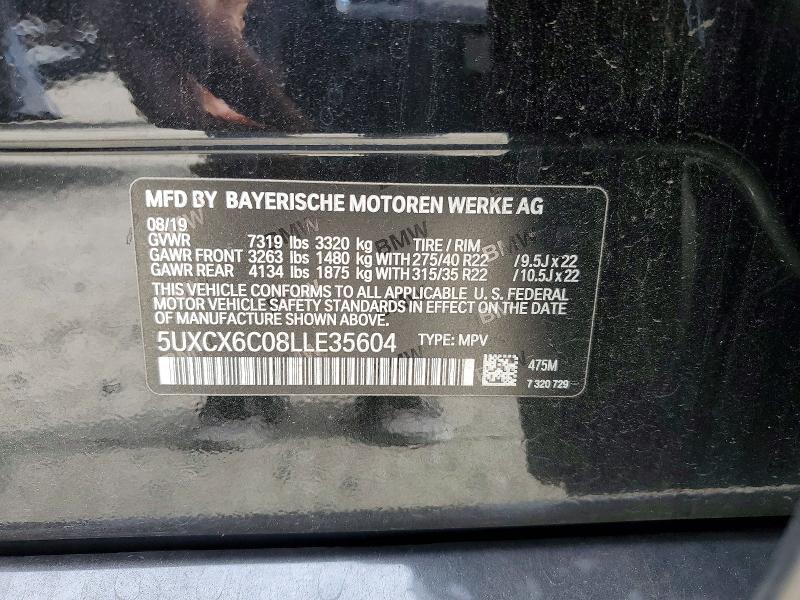 MFD BY BAYERISCHE MOTOREN WERKE AG
08/19
GVWR 7319 lbs 3320 kg TIRE / RIM
GAWR FRONT 3263 lbs 1480 kg WITH 275/40 R22 /9.5J x 22
GAWR REAR 4134 lbs 1875 kg WITH 315/35 R22 /10.5J x 22
THIS VEHICLE CONFORMS TO ALL APPLICABLE U. S. FEDERAL
MOTOR VEHICLE SAFETY STANDARDS IN EFFECT ON THE DATE
OF MANUFACTURE SHOWN ABOVE.
5UXCX6C08LLE35604 TYPE: MPV
475M
7 320 729